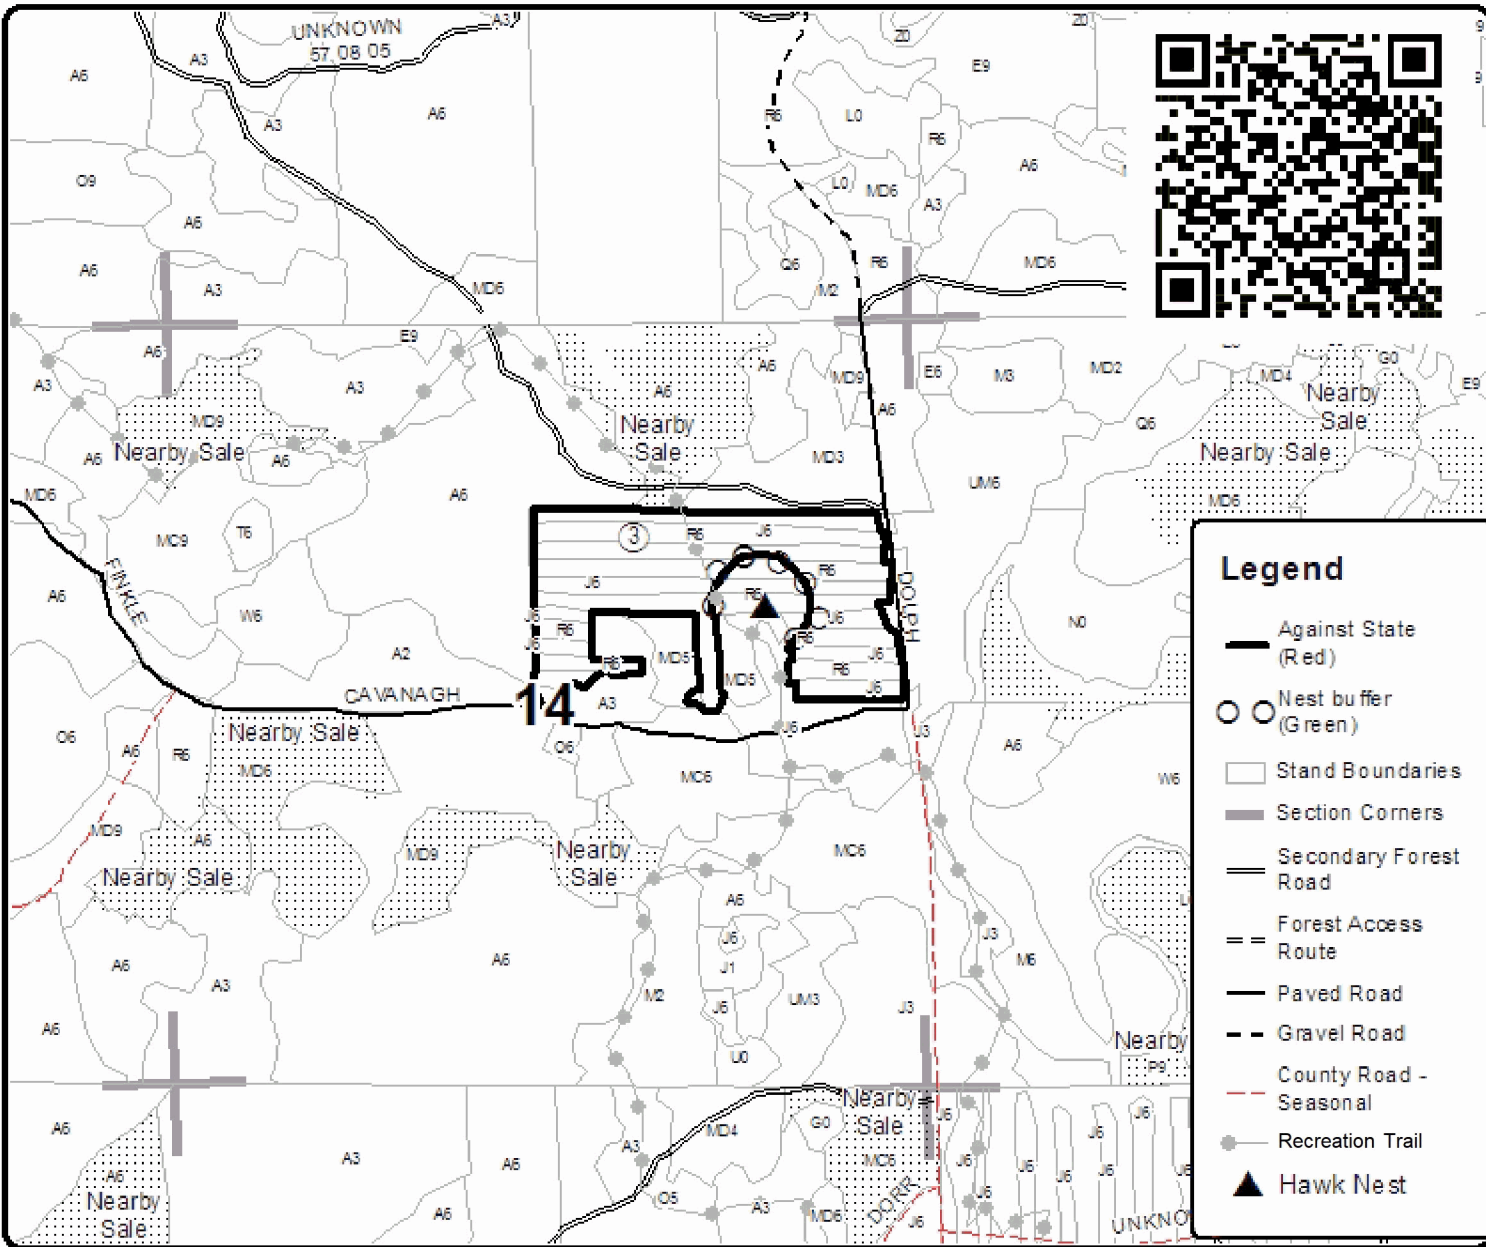 UNKNOWN
57 08 05
A3
Z0
Z0
A6
A3
A3
A6
R6
L0
E9
R6
A6
O9
A6
L0
MD6
A3
A6
A3
MD6
Q6
M2
R6
MD6
A6
E9
A3
A3
MD9
Nearby Sale
A6
A6
MD6
A6
A6
A6
Nearby
Sale
MD3
MD9
A6
E6
M3
MD2
Q6
UM6
MD4
G0
E9
Nearby
Sale
Nearby Sale
MD6
MC9
T6
A6
FINKLE
W6
A2
CAVANAGH
3
R6
J6
J6
R6
R6
J6
J6
J6
R6
R6
MD5
MD5
R6
R6
J6
J6
DOLPH
14
A3
J6
O6
N0
A6
W6
J3
O6
A6
R6
Nearby Sale
MD6
MD9
A6
Nearby Sale
MD9
Nearby
Sale
MC6
MC6
A6
J6
J1
J6
UM3
U0
M2
A6
A6
A3
A6
J3
J3
M6
Nearby
P9
A6
A6
Nearby
Sale
A3
A6
A6
A3
MD4
O5
A3
MD6
G0
Nearby
Sale
MC6
J6
J6
J6
J6
J6
J6
J6
J6
J6
DORR
J6
UNKNO
Legend
Against State
(Red)
Nest buffer
(Green)
Stand Boundaries
Section Corners
Secondary Forest
Road
Forest Access
Route
Paved Road
Gravel Road
County Road -
Seasonal
Recreation Trail
Hawk Nest